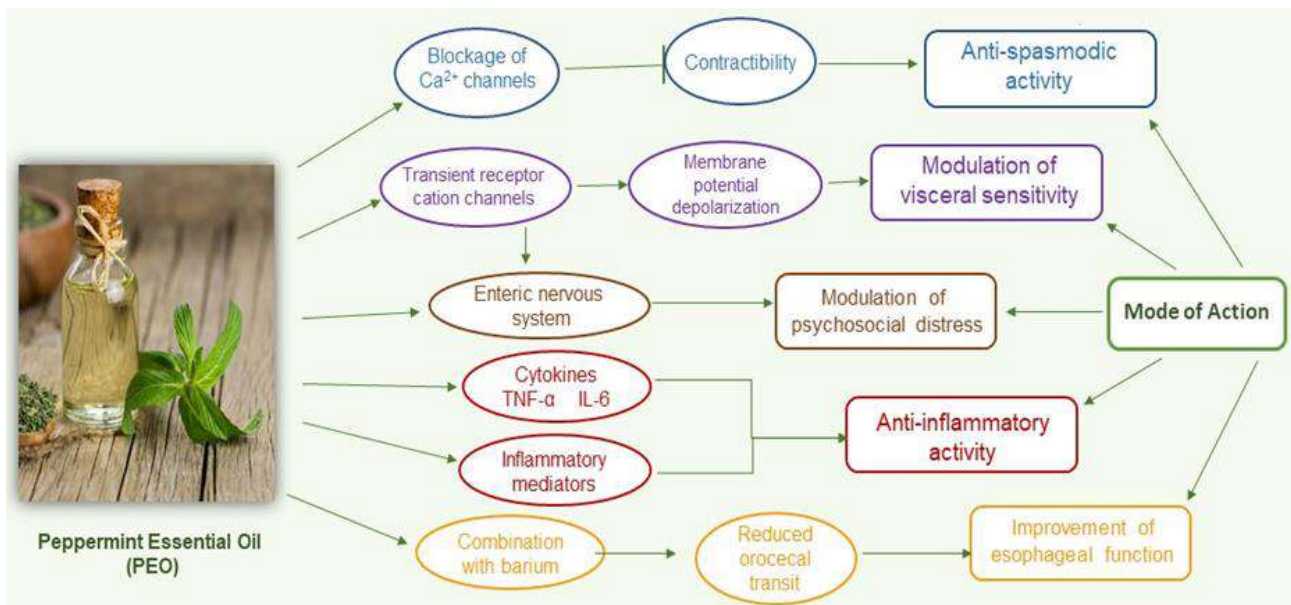 Blockage of
Ca²⁺ channels
Contractibility
Anti-spasmodic
activity
Transient receptor
cation channels
Membrane
potential
depolarization
Modulation of
visceral sensitivity
Enteric nervous
system
Modulation of
psychosocial distress
Mode of Action
Cytokines
TNF-α IL-6
Anti-inflammatory
activity
Inflammatory
mediators
Peppermint Essential Oil
(PEO)
Combination
with barium
Reduced
orocecal
transit
Improvement of
esophageal function